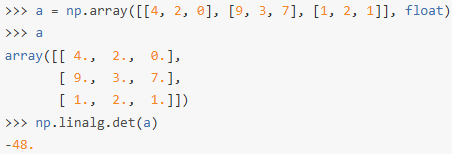 >>> a = np.array([[4, 2, 0], [9, 3, 7], [1, 2, 1]], float)
>>> a
array([[ 4., 2., 0.],
[ 9., 3., 7.],
[ 1., 2., 1.]])
>>> np.linalg.det(a)
-48.